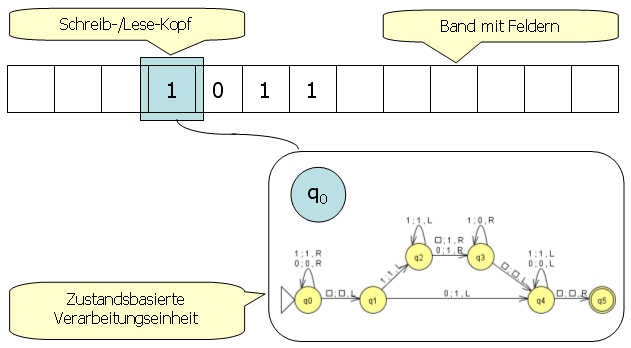 Schreib-/Lese-Kopf
Band mit Feldern
1 0 1 1
q0
1;1,L
1;0,R
□;1,R
0;1,R
1;1,R
0;0,R
q2
q3
1;1,L
0;0,L
1;1,L
□;□,L
□;□,L
0;1,L
□;□,R
q0
q1
q4
q5
Zustandsbasierte
Verarbeitungseinheit